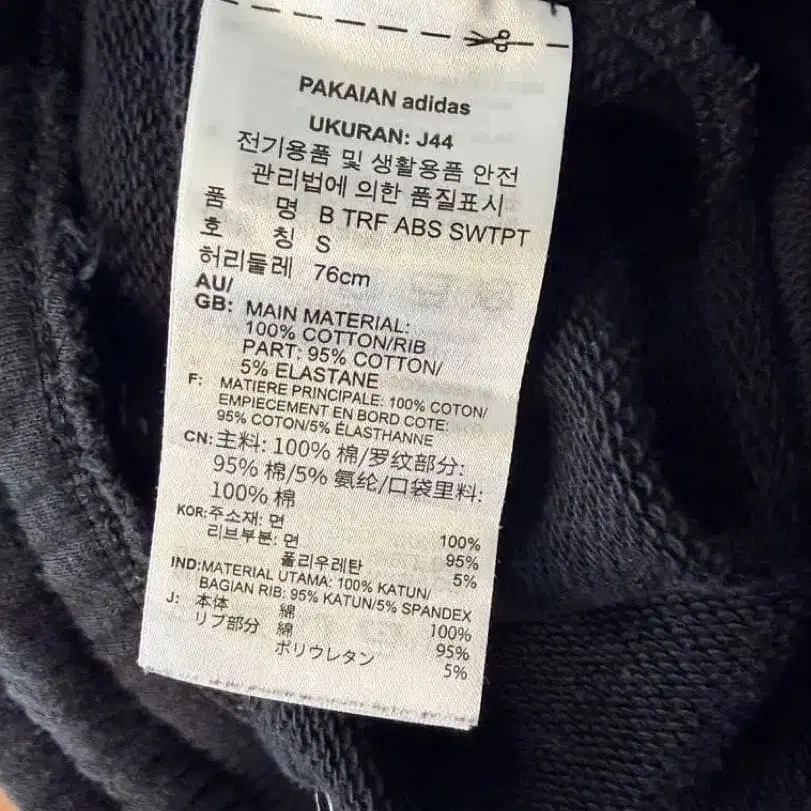 PAKAIAN adidas
UKURAN: J44
전기용품 및 생활용품 안전
관리법에 의한 품질표시
품 명 B TRF ABS SWTPT
호 칭 S
허리둘레 76cm
AU/
GB: MAIN MATERIAL:
100% COTTON/RIB
PART: 95% COTTON/
5% ELASTANE
F: MATIERE PRINCIPALE: 100% COTON/
EMPIECEMENT EN BORD COTE:
95% COTON/5% ÉLASTHANNE
CN: 主料: 100% 棉/罗纹部分:
95% 棉/5% 氨纶/口袋里料:
100% 棉
KOR: 주소재: 면 100%
리브부분: 면 95%
폴리우레탄 5%
IND: MATERIAL UTAMA: 100% KATUN/
BAGIAN RIB: 95% KATUN/5% SPANDEX
J: 本体 綿 100%
リブ部分 綿 95%
ポリウレタン 5%